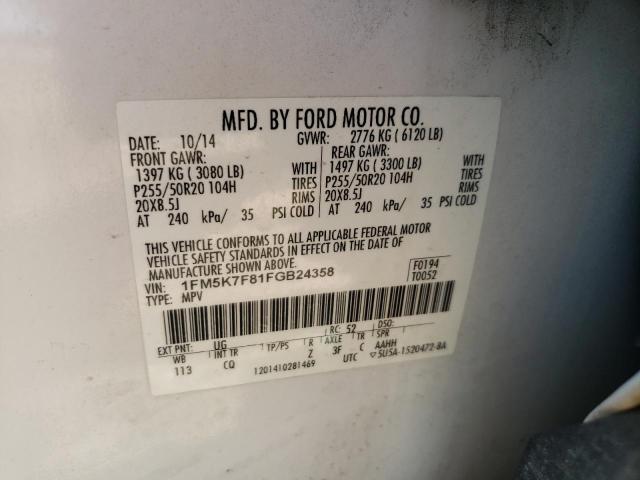 MFD. BY FORD MOTOR CO.
DATE: 10/14 GVWR: 2776 KG ( 6120 LB)
FRONT GAWR: REAR GAWR:
1397 KG ( 3080 LB) WITH 1497 KG ( 3300 LB) WITH
P255/50R20 104H TIRES P255/50R20 104H TIRES
20X8.5J RIMS 20X8.5J RIMS
AT 240 kPa/ 35 PSI COLD AT 240 kPa/ 35 PSI COLD
THIS VEHICLE CONFORMS TO ALL APPLICABLE FEDERAL MOTOR
VEHICLE SAFETY STANDARDS IN EFFECT ON THE DATE OF
MANUFACTURE SHOWN ABOVE.
VIN: 1FM5K7F81FGB24358 F0194
TYPE: MPV T0052
EXT PNT: UG RC: 52 DSO:
WB INT TR TP/PS R AXLE TR SPR
113 CQ Z 3F C AAHH
1201410281469 UTC ▽5U5A-1520472-BA